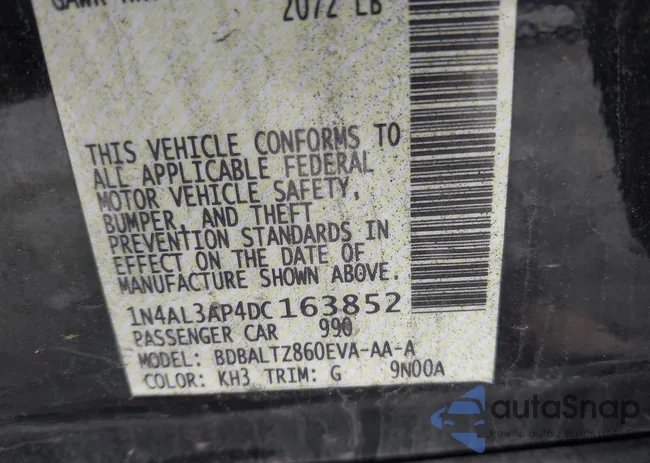 2072 LB
THIS VEHICLE CONFORMS TO
ALL APPLICABLE FEDERAL
MOTOR VEHICLE SAFETY,
BUMPER, AND THEFT
PREVENTION STANDARDS IN
EFFECT ON THE DATE OF
MANUFACTURE SHOWN ABOVE.
1N4AL3AP4DC163852
PASSENGER CAR 990
MODEL: BDBALTZ860EVA-AA-A
COLOR: KH3 TRIM: G 9N00A
autoSnap